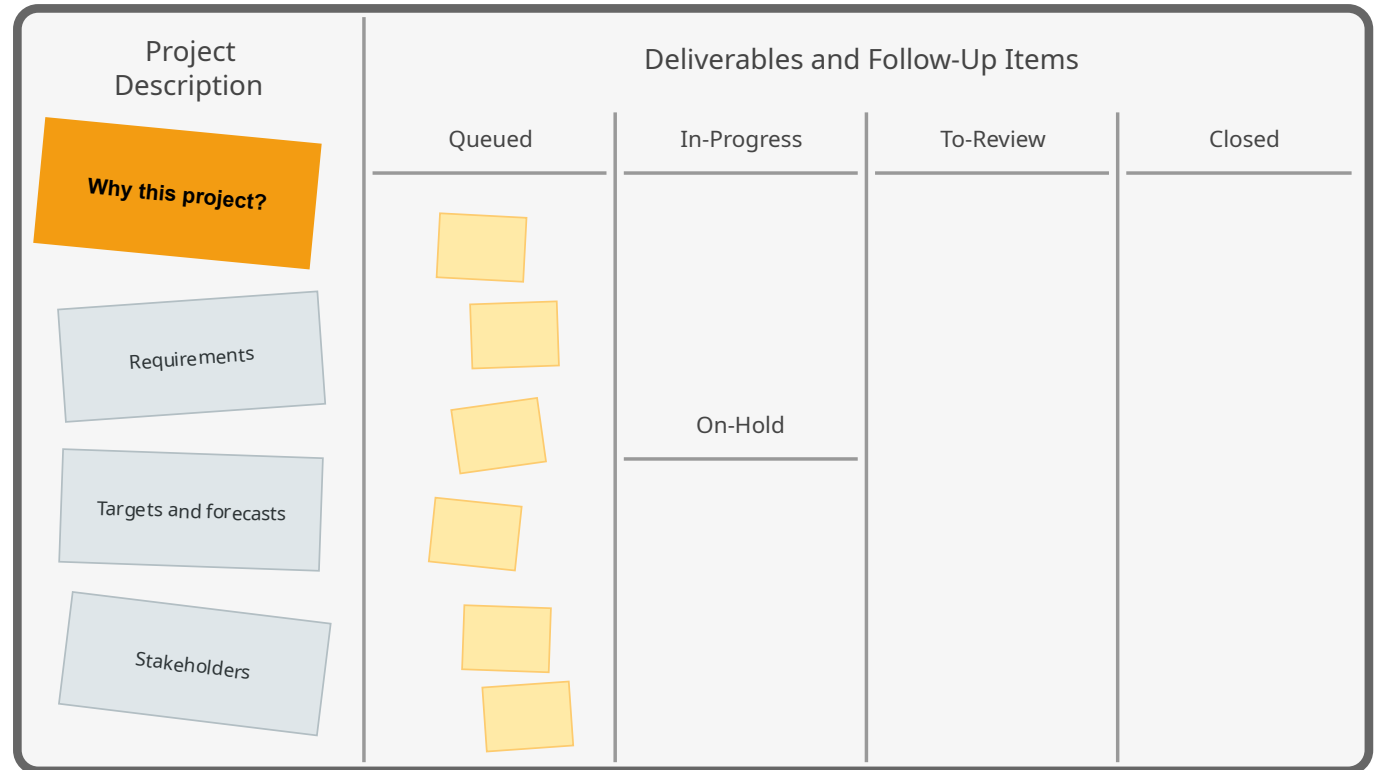 Project
Description
Deliverables and Follow-Up Items
Queued
In-Progress
To-Review
Closed
Why this project?
Requirements
On-Hold
Targets and forecasts
Stakeholders